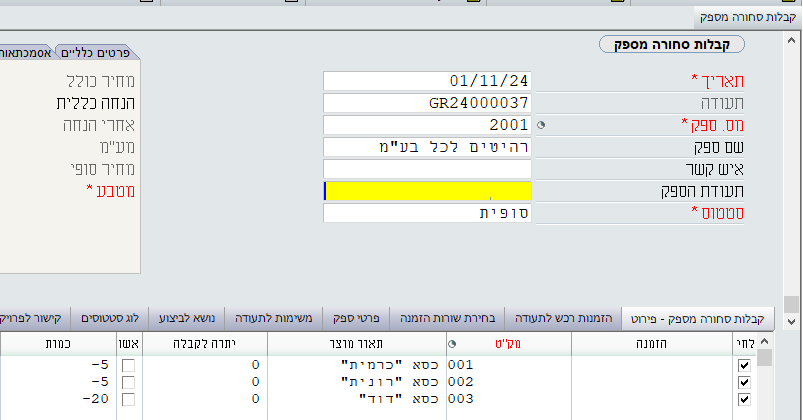 קבלות סחורה מספק
קבלות סחורה מספק
פרטים כלליים
אסמכתאות
תאריך *
01/11/24
תעודה
GR24000037
מס. ספק *
2001
שם ספק
רהיטים לכל בע"מ
איש קשר
תעודת הספק
סטטוס *
סופית
מחיר כולל
הנחה כללית
אחרי הנחה
מע"מ
מחיר סופי
מטבע *
קבלות סחורה מספק - פירוט
הזמנות רכש לתעודה
בחירת שורות הזמנה
פרטי ספק
משימות לתעודה
נושא לביצוע
לוג סטטוסים
קישור לפרויק
לחי הזמנה מק"ט תאור מוצר יתרה לקבלה אשו כמות
001 כסא "כרמית" 0 -5
002 כסא "רונית" 0 -5
003 כסא "דוד" 0 -20